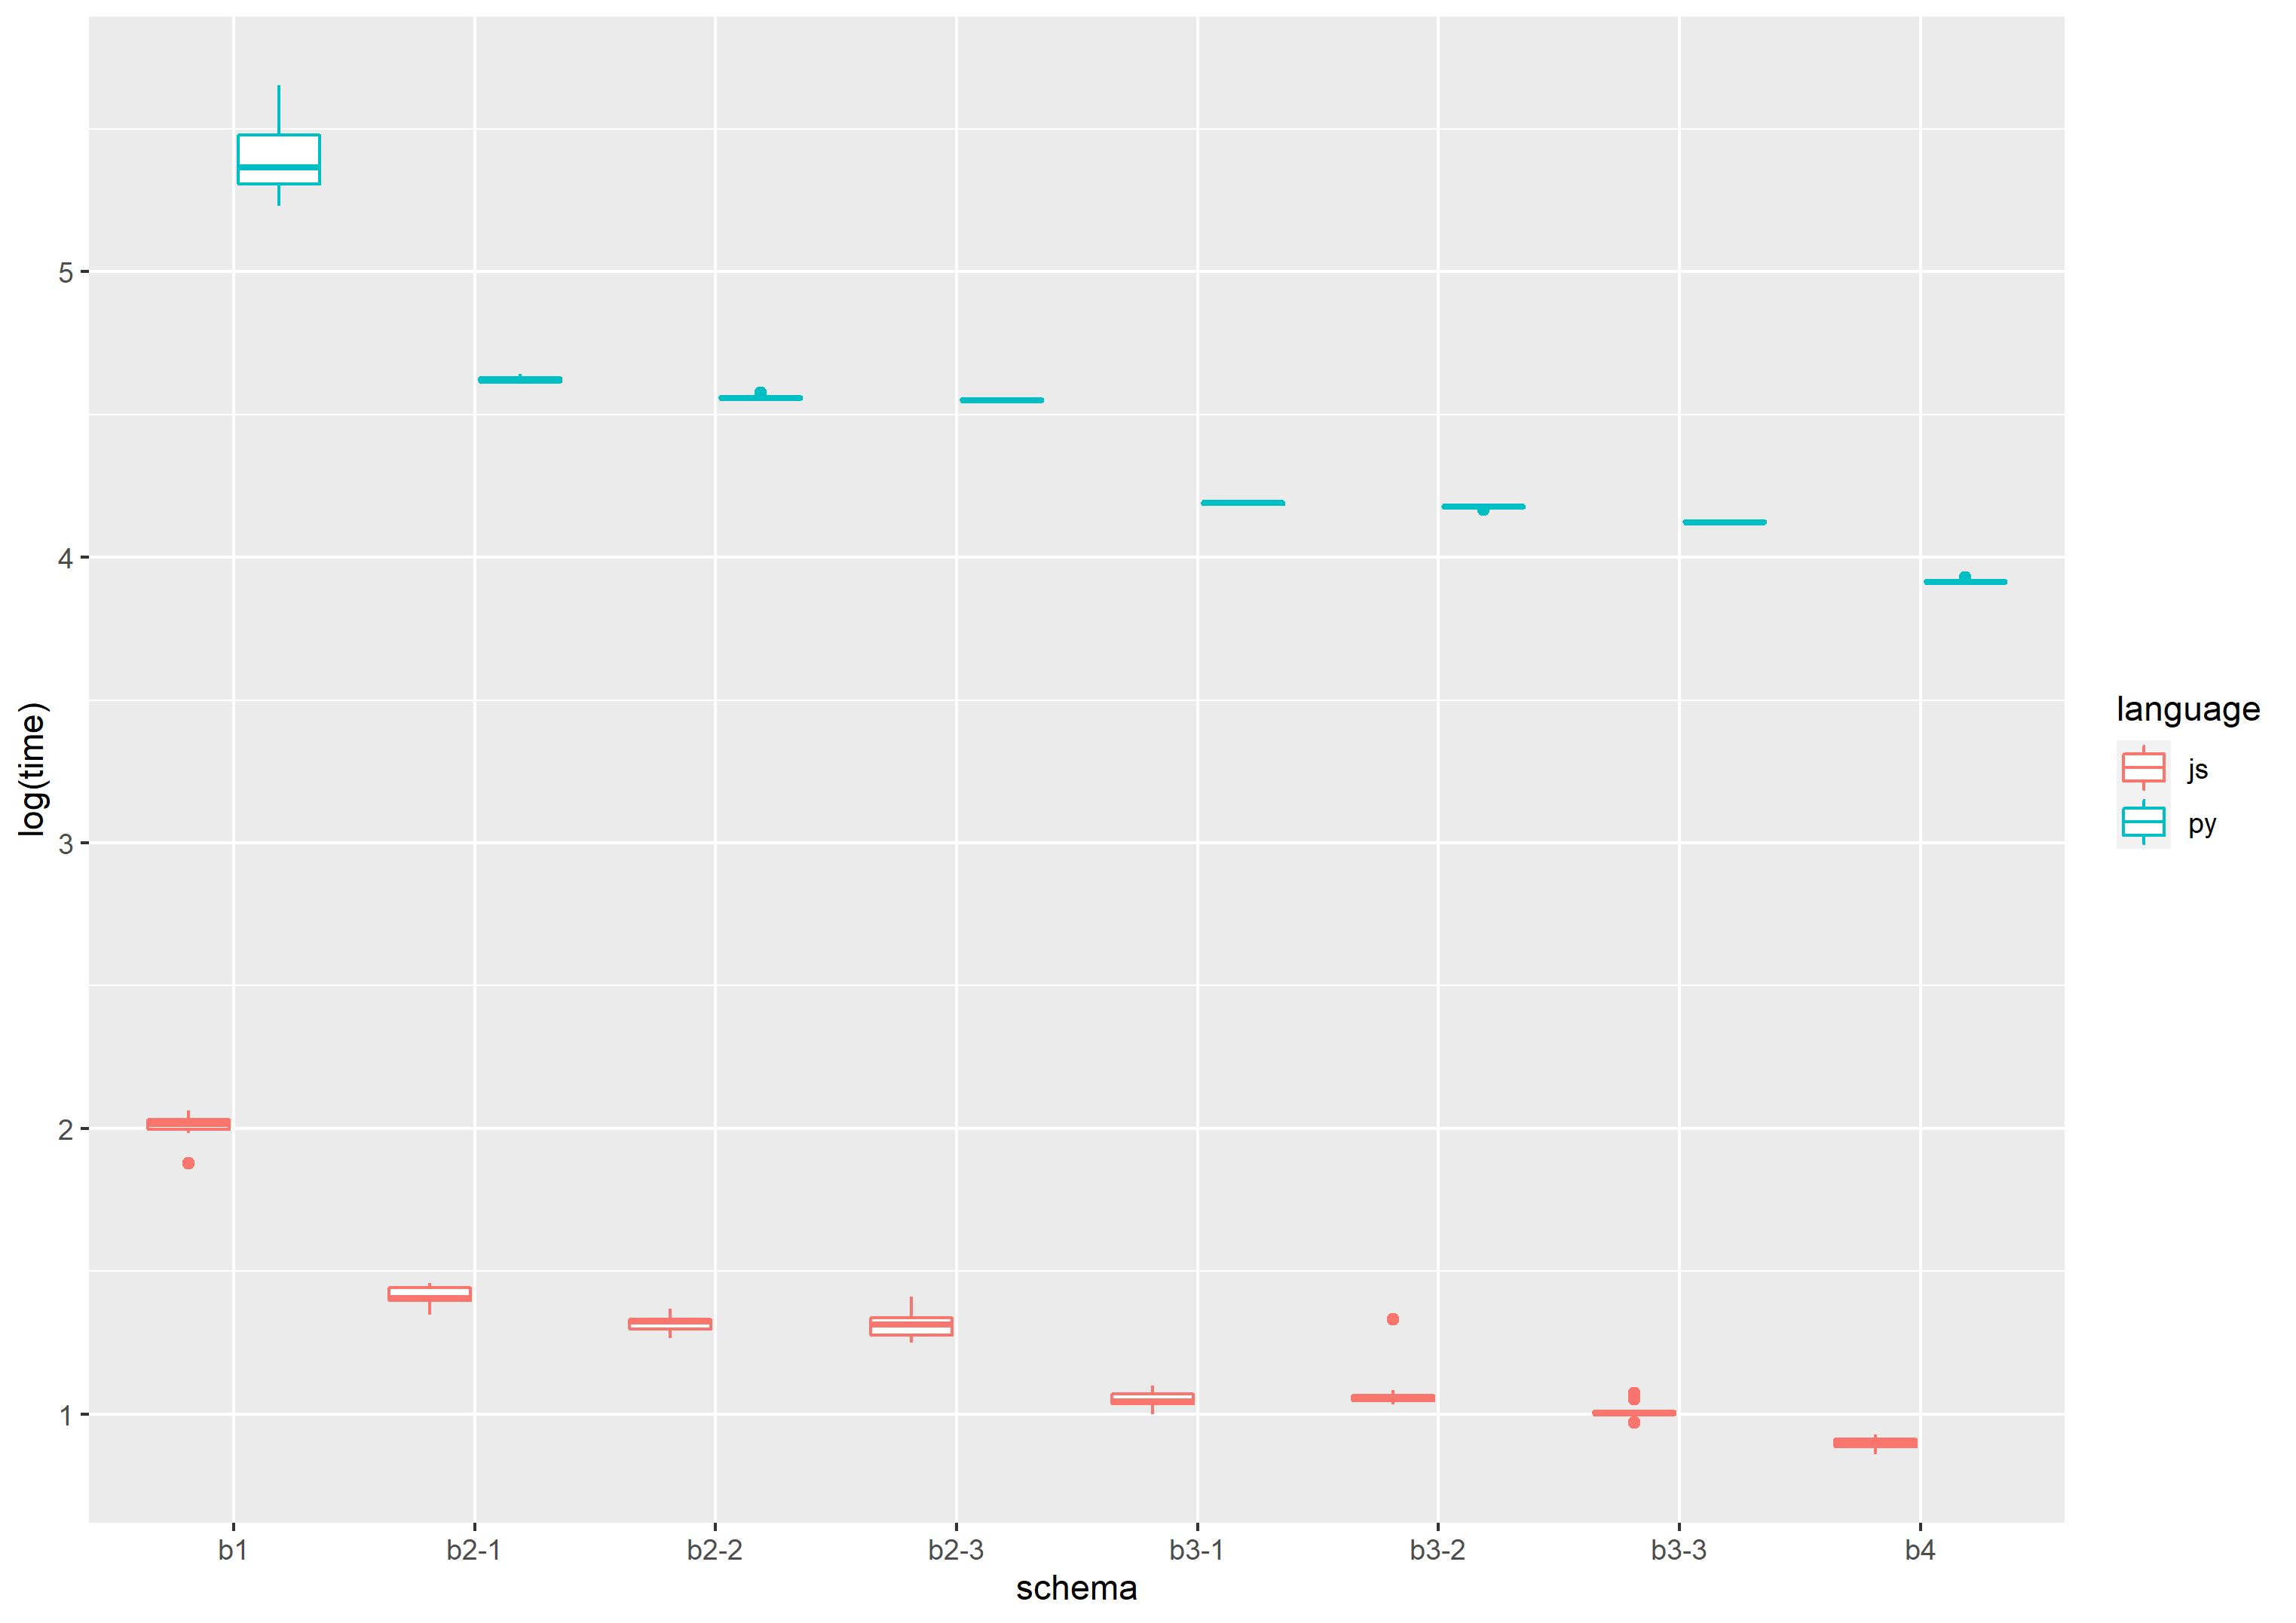 log(time)
5
4
3
2
1
b1
b2-1
b2-2
b2-3
b3-1
b3-2
b3-3
b4
schema
language
js
py